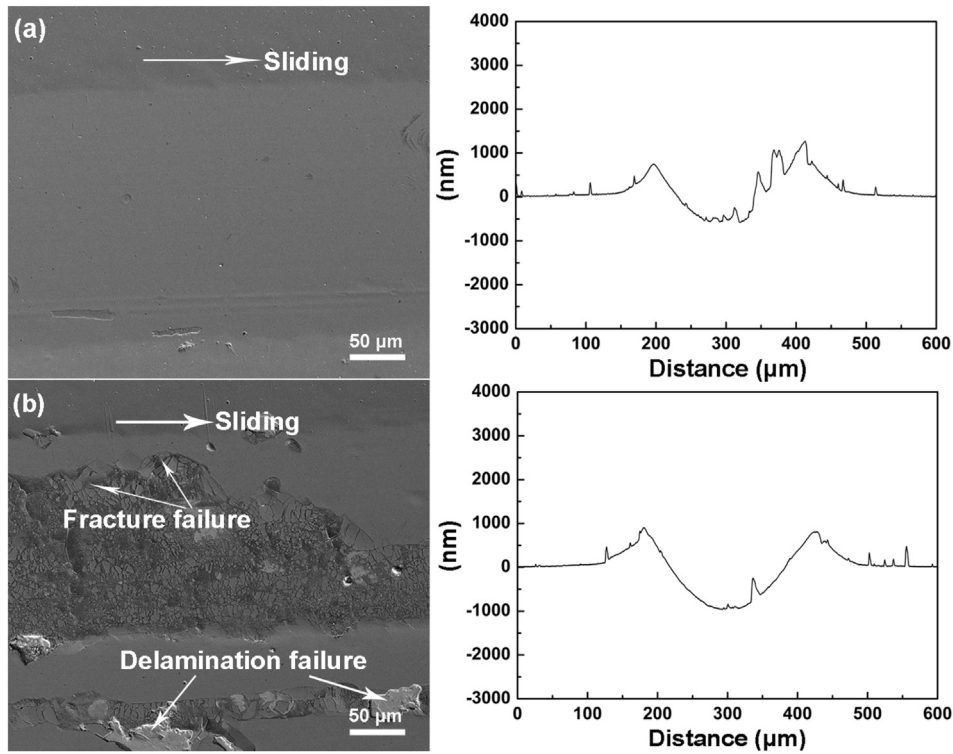 (a)
Sliding
50 µm
4000
3000
2000
1000
0
-1000
-2000
-3000
(nm)
0 100 200 300 400 500 600
Distance (µm)
(b)
Sliding
Fracture failure
Delamination failure
50 µm
4000
3000
2000
1000
0
-1000
-2000
-3000
(nm)
0 100 200 300 400 500 600
Distance (µm)